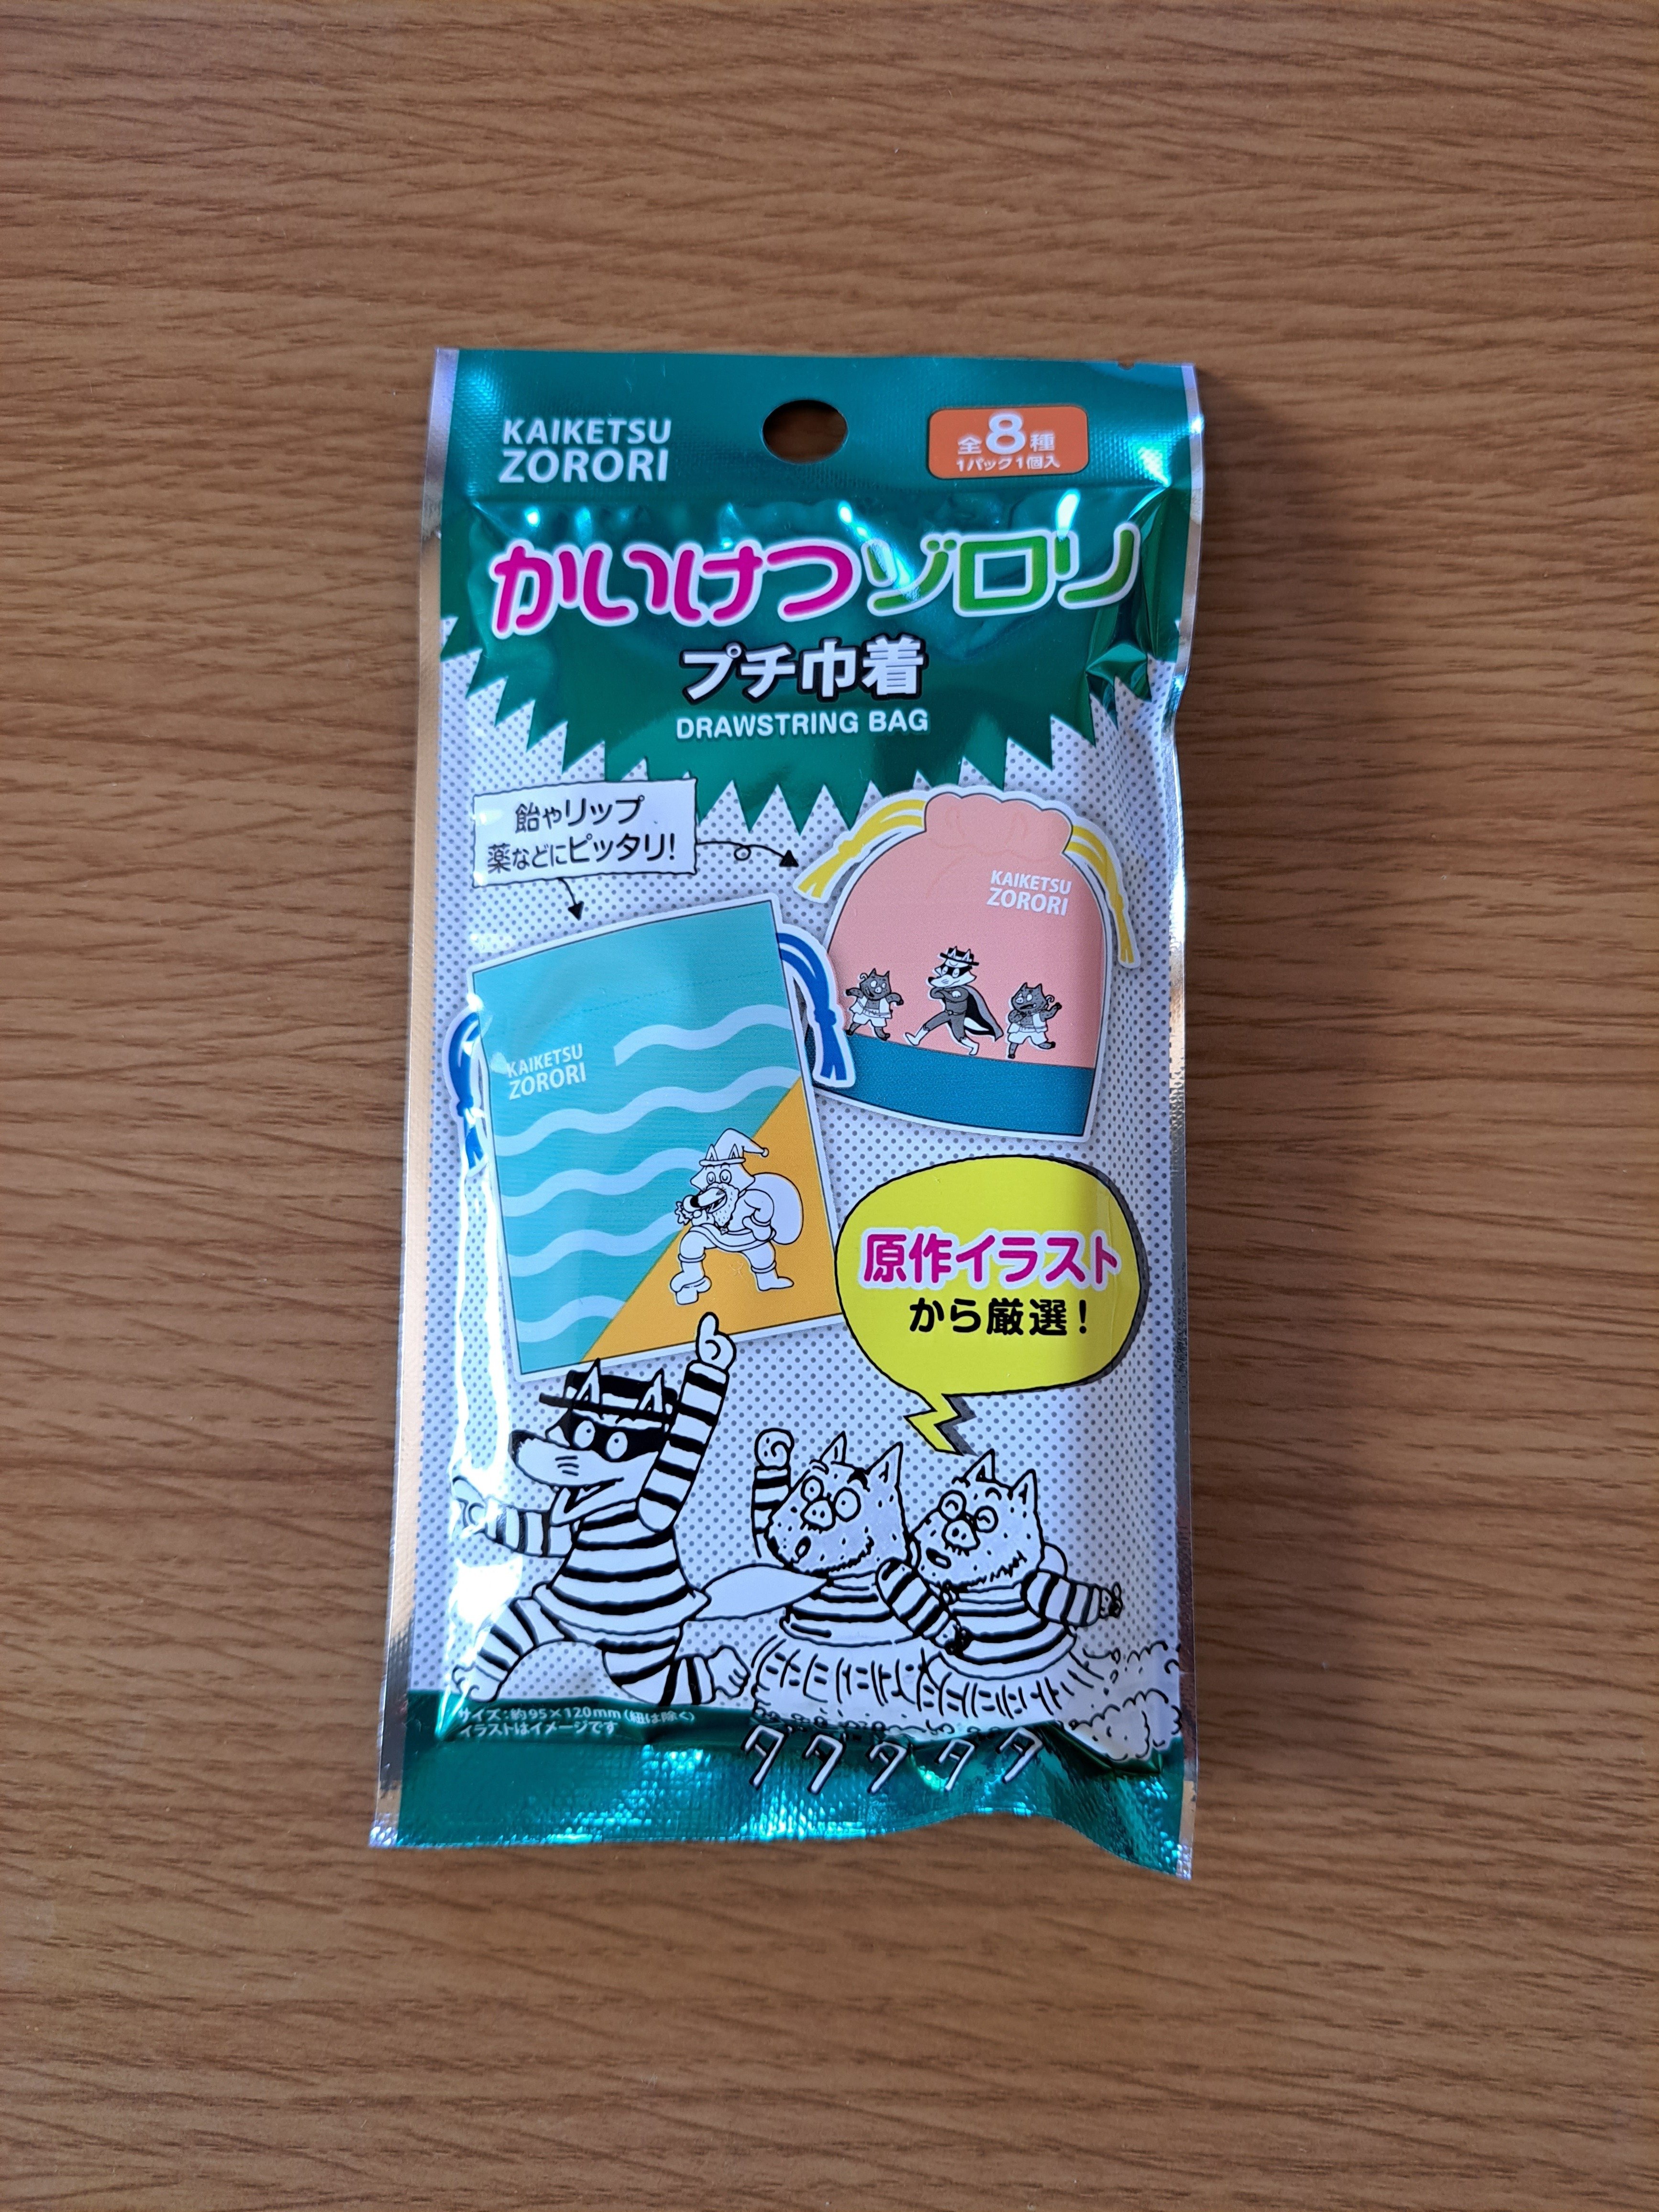 KAIKETSU
ZORORI
全8種
1パック1個入
かいけつゾロリ
プチ巾着
DRAWSTRING BAG
飴やリップ
薬などにピッタリ!
KAIKETSU
ZORORI
KAIKETSU
ZORORI
原作イラスト
から厳選!
サイズ:約95×120mm(紐は除く)
イラストはイメージです
タタタタタ